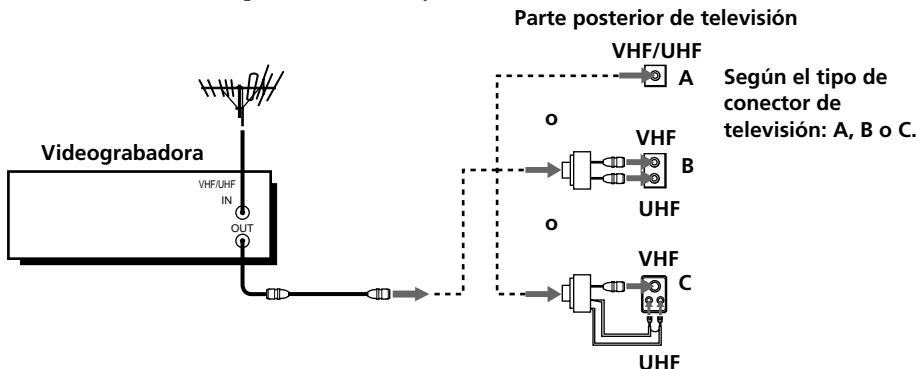 Parte posterior de televisión
VHF/UHF
A
Según el tipo de
conector de
televisión: A, B o C.
o
Videograbadora
VHF/UHF
IN
OUT
VHF
B
UHF
o
VHF
C
UHF